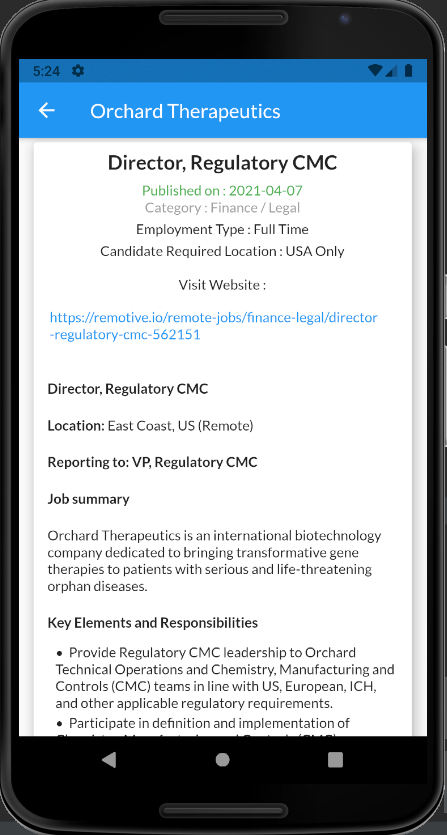 5:24
Orchard Therapeutics
Director, Regulatory CMC
Published on : 2021-04-07
Category : Finance / Legal
Employment Type : Full Time
Candidate Required Location : USA Only
Visit Website :
https://remotive.io/remote-jobs/finance-legal/director
-regulatory-cmc-562151
Director, Regulatory CMC
Location: East Coast, US (Remote)
Reporting to: VP, Regulatory CMC
Job summary
Orchard Therapeutics is an international biotechnology
company dedicated to bringing transformative gene
therapies to patients with serious and life-threatening
orphan diseases.
Key Elements and Responsibilities
• Provide Regulatory CMC leadership to Orchard
Technical Operations and Chemistry, Manufacturing and
Controls (CMC) teams in line with US, European, ICH,
and other applicable regulatory requirements.
• Participate in definition and implementation of